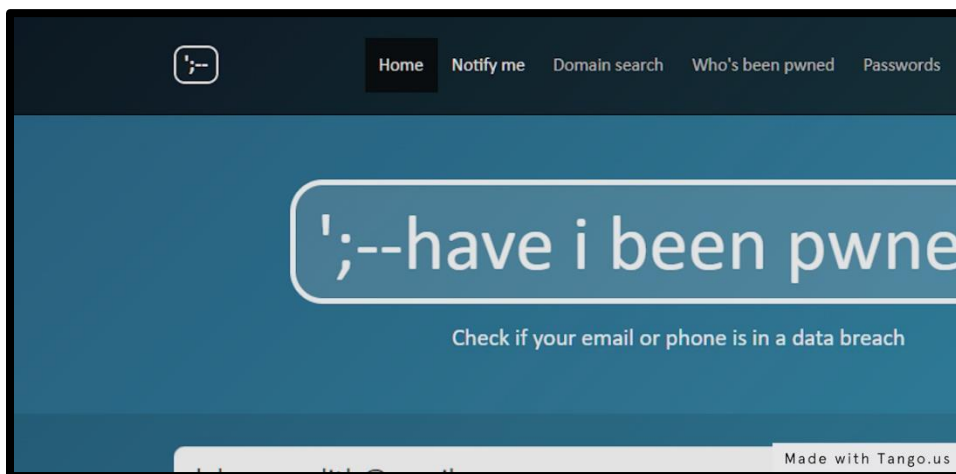 ';--
Home Notify me Domain search Who's been pwned Passwords
';--have i been pwne
Check if your email or phone is in a data breach
Made with Tango.us